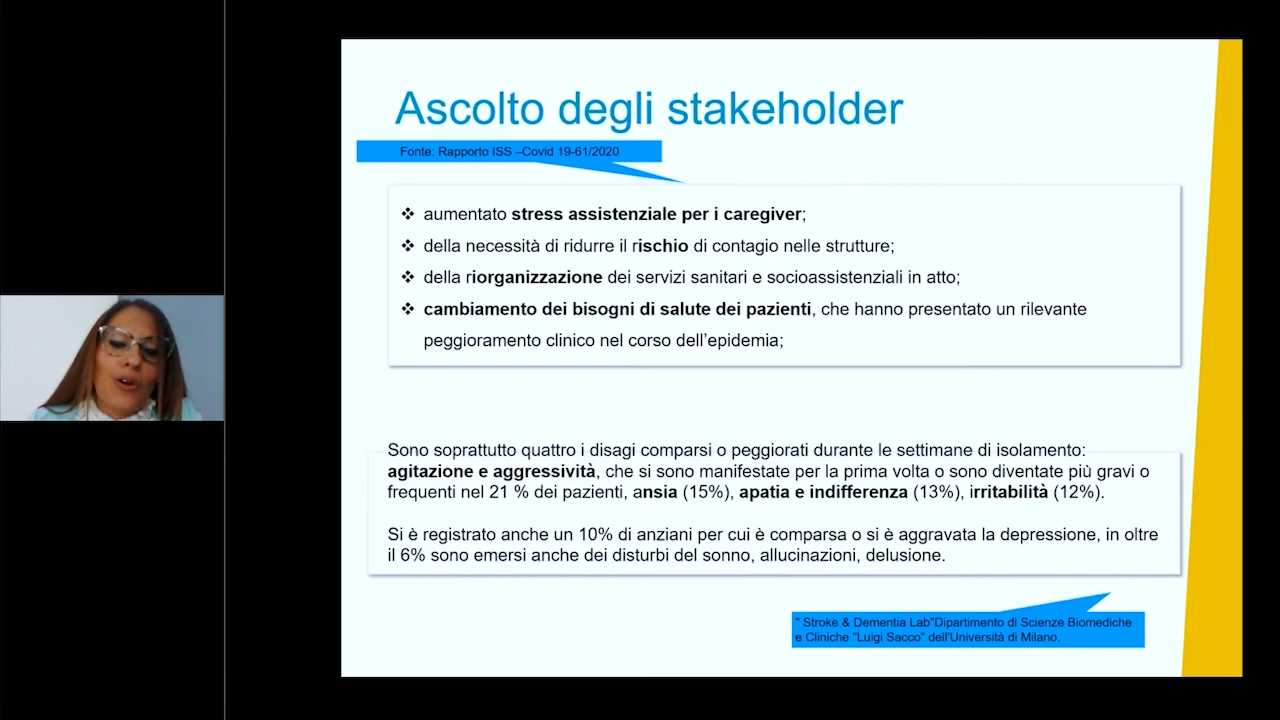 Ascolto degli stakeholder
Fonte: Rapporto ISS –Covid 19-61/2020
❖ aumentato stress assistenziale per i caregiver;
❖ della necessità di ridurre il rischio di contagio nelle strutture;
❖ della riorganizzazione dei servizi sanitari e socioassistenziali in atto;
❖ cambiamento dei bisogni di salute dei pazienti, che hanno presentato un rilevante
peggioramento clinico nel corso dell'epidemia;
Sono soprattutto quattro i disagi comparsi o peggiorati durante le settimane di isolamento:
agitazione e aggressività, che si sono manifestate per la prima volta o sono diventate più gravi o
frequenti nel 21 % dei pazienti, ansia (15%), apatia e indifferenza (13%), irritabilità (12%).
Si è registrato anche un 10% di anziani per cui è comparsa o si è aggravata la depressione, in oltre
il 6% sono emersi anche dei disturbi del sonno, allucinazioni, delusione.
" Stroke & Dementia Lab"Dipartimento di Scienze Biomediche
e Cliniche "Luigi Sacco" dell'Università di Milano,